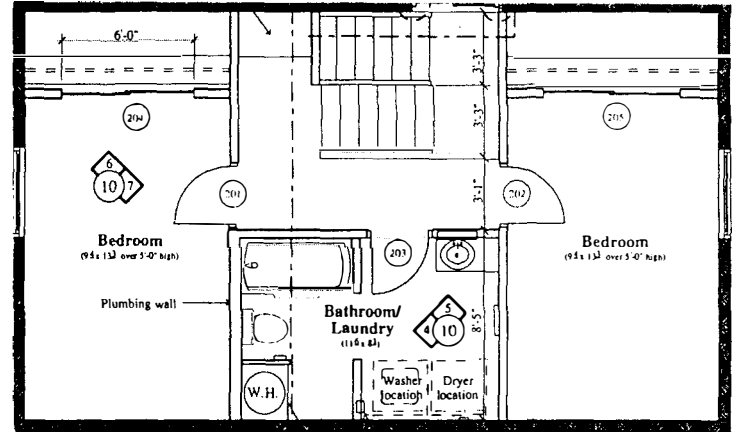 6'-0"
3'-3"
204
205
3'-3"
6
10
7
201
202
3'-1"
Bedroom
Bedroom
203
Plumbing wall
Bathroom/
Laundry
5
4
10
8'-5"
W.H.
Washer
location
Dryer
location